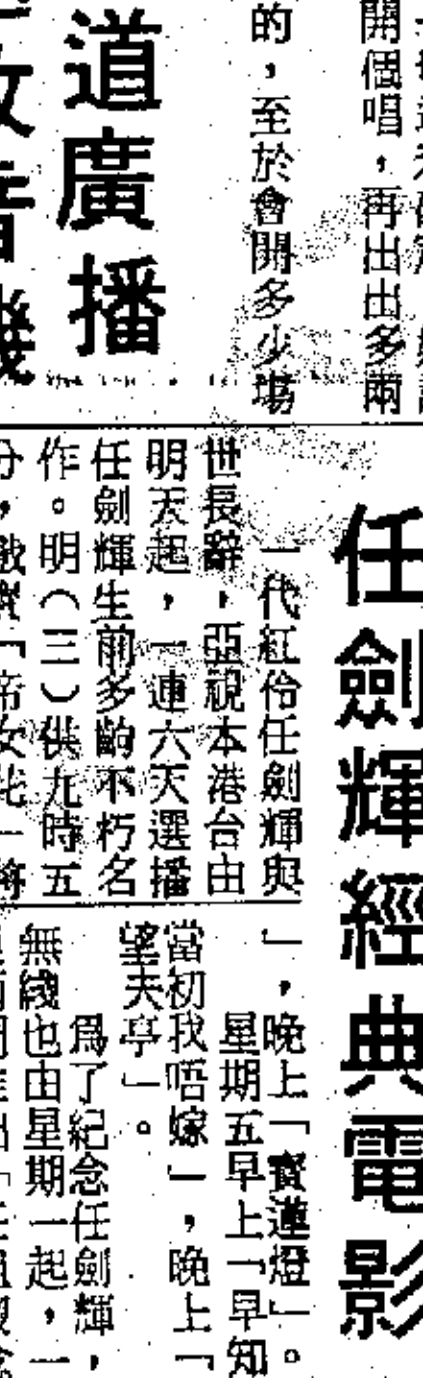 開個唱，再出出多兩
的，至於會開多少場
道廣播
任劍輝經典電影
一代紅伶任劍輝與
世長辭，亞視本港台由
明天起，一連六天選播
任劍輝生前多齣不朽名
作。明（三）供九時五
」，晚上「寶蓮燈」。
星期五早上「早知
當初我唔嫁」，晚上「
望夫亭」。
爲了紀念任劍輝，
無綫也由星期一起，一